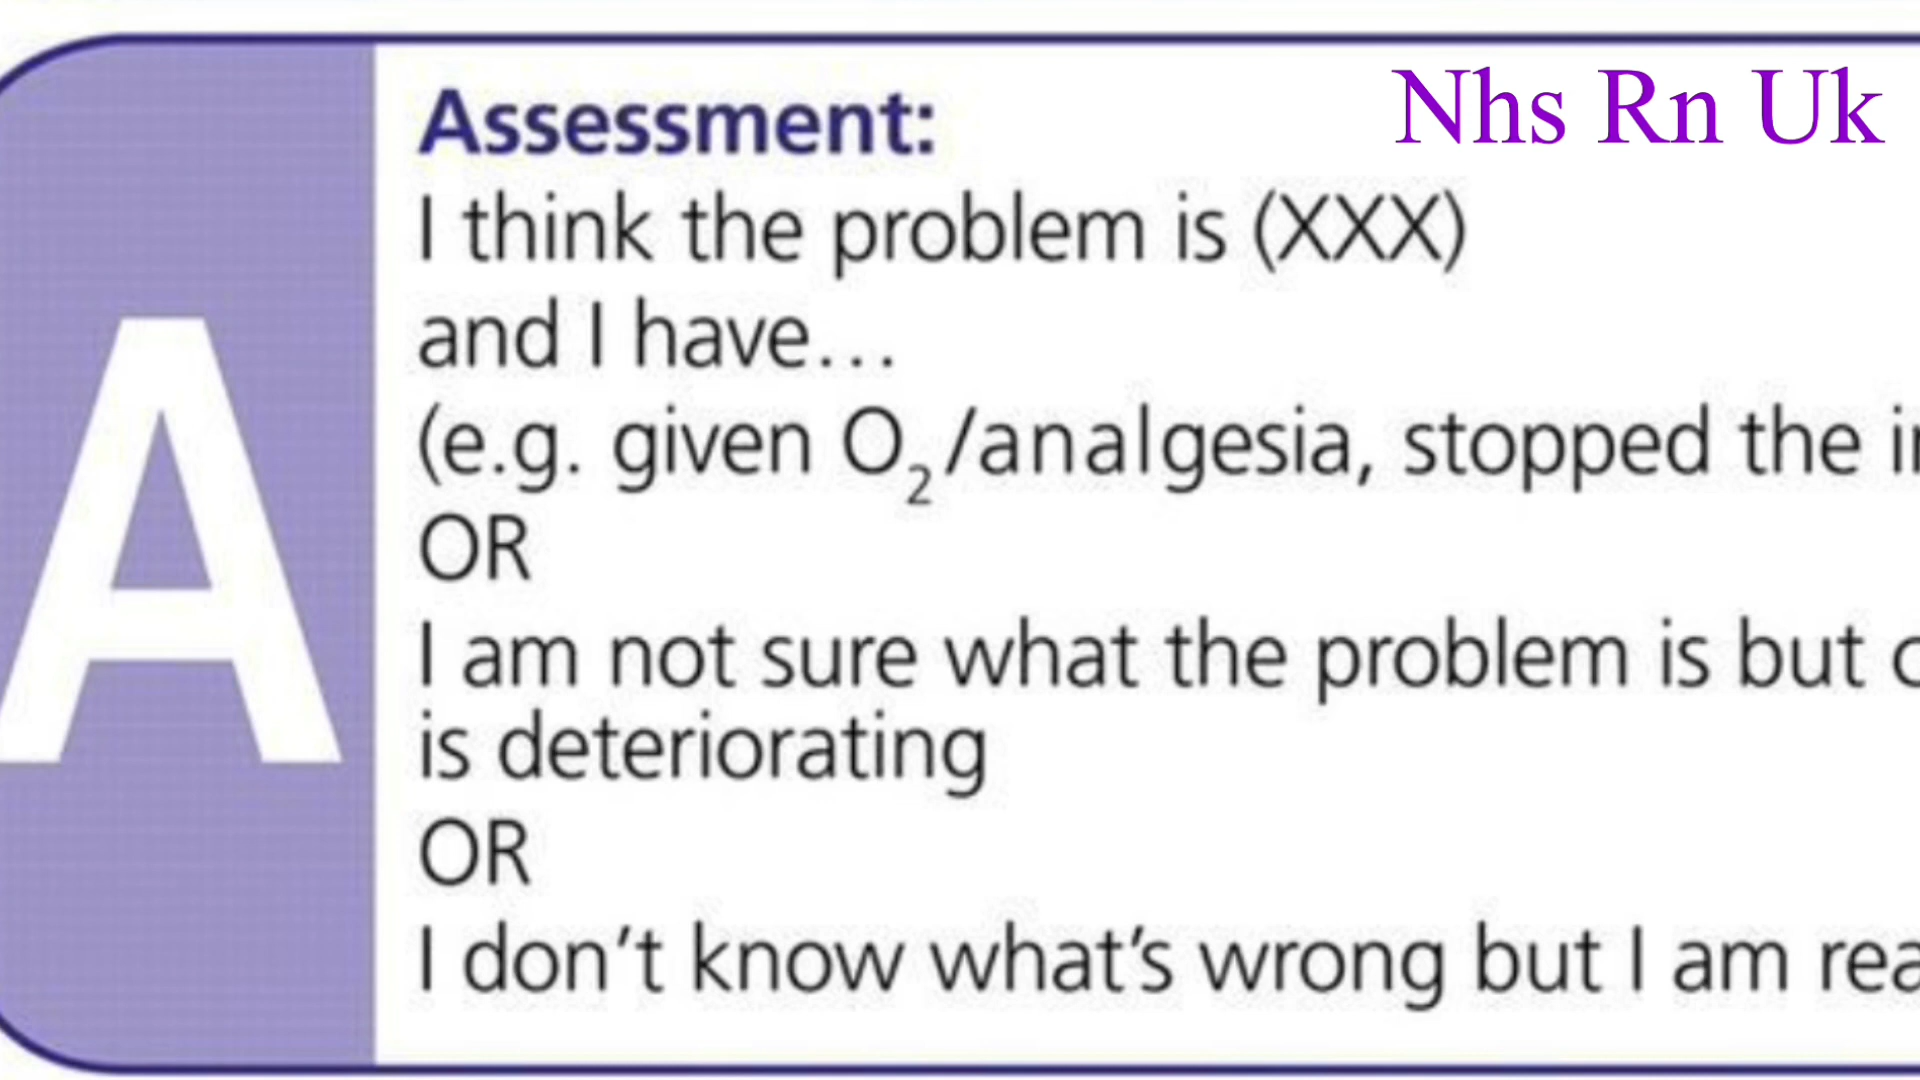 A
Assessment:
Nhs Rn Uk
I think the problem is (XXX)
and I have...
(e.g. given O₂/analgesia, stopped the
OR
I am not sure what the problem is but
is deteriorating
OR
I don't know what's wrong but I am